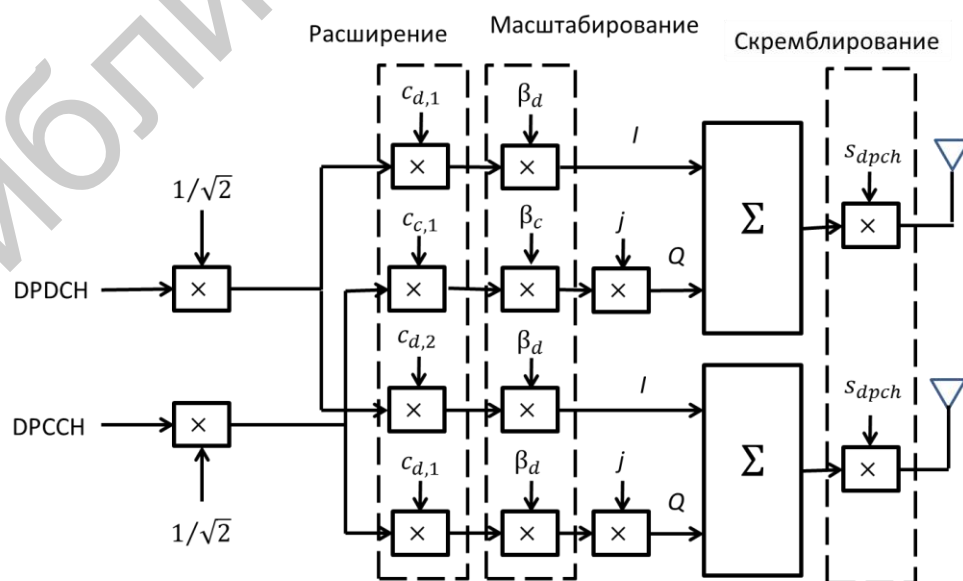 Расширение
Масштабирование
Скремблирование
c_{d,1}
β_d
I
s_{dpch}
1/√2
×
×
Σ
×
c_{c,1}
β_c
j
Q
DPDCH
×
×
×
×
c_{d,2}
β_d
I
s_{dpch}
DPCCH
×
×
×
Σ
×
c_{d,1}
β_d
j
Q
1/√2
×
×
×